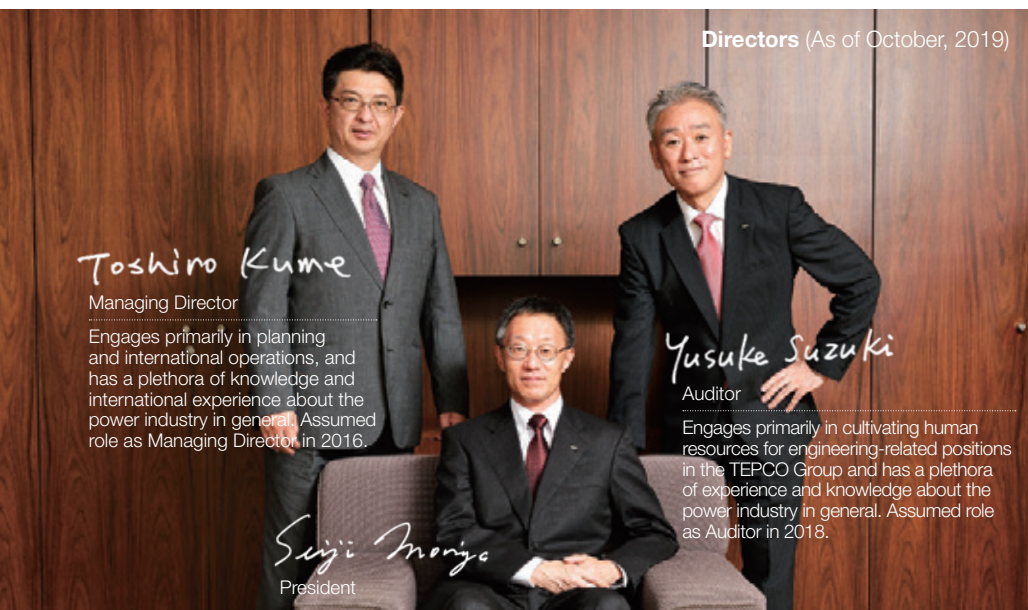 Directors (As of October, 2019)
Toshiro Kume
Managing Director
Engages primarily in planning
and international operations, and
has a plethora of knowledge and
international experience about the
power industry in general. Assumed
role as Managing Director in 2016.
Yusuke Suzuki
Auditor
Engages primarily in cultivating human
resources for engineering-related positions
in the TEPCO Group and has a plethora
of experience and knowledge about the
power industry in general. Assumed role
as Auditor in 2018.
Seiji Moriya
President